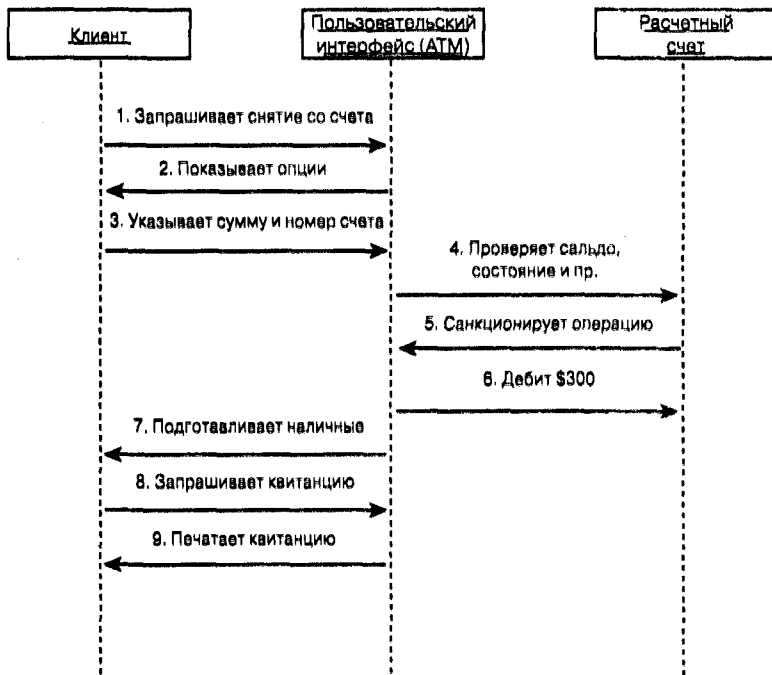 Клиент
Пользовательский
интерфейс (ATM)
Расчетный
счет
1. Запрашивает снятие со счета
2. Показывает опции
3. Указывает сумму и номер счета
4. Проверяет сальдо,
состояние и пр.
5. Санкционирует операцию
6. Дебит $300
7. Подготавливает наличные
8. Запрашивает квитанцию
9. Печатает квитанцию